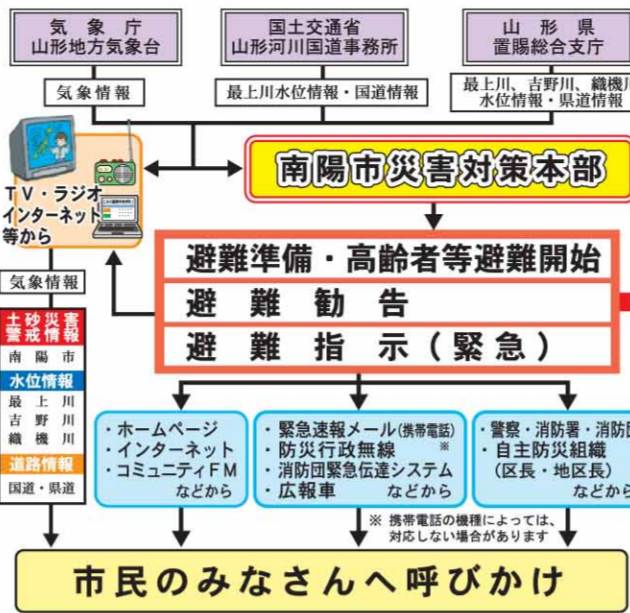 気象庁
山形地方気象台
国土交通省
山形河川国道事務所
山形県
置賜総合支庁
気象情報
最上川水位情報・国道情報
最上川、吉野川、織機川
水位情報・県道情報
TV・ラジオ
インターネット
等から
南陽市災害対策本部
避難準備・高齢者等避難開始
避難勧告
避難指示(緊急)
気象情報
土砂災害
警戒情報
南陽市
水位情報
最上川
吉野川
織機川
道路情報
国道・県道
・ホームページ
・インターネット
・コミュニティFM
などから
・緊急速報メール(携帯電話)
・防災行政無線 ※
・消防団緊急伝達システム
・広報車 などから
・警察・消防署・消防団
・自主防災組織
(区長・地区長)
などから
※ 携帯電話の機種によっては、
対応しない場合があります
市民のみなさんへ呼びかけ